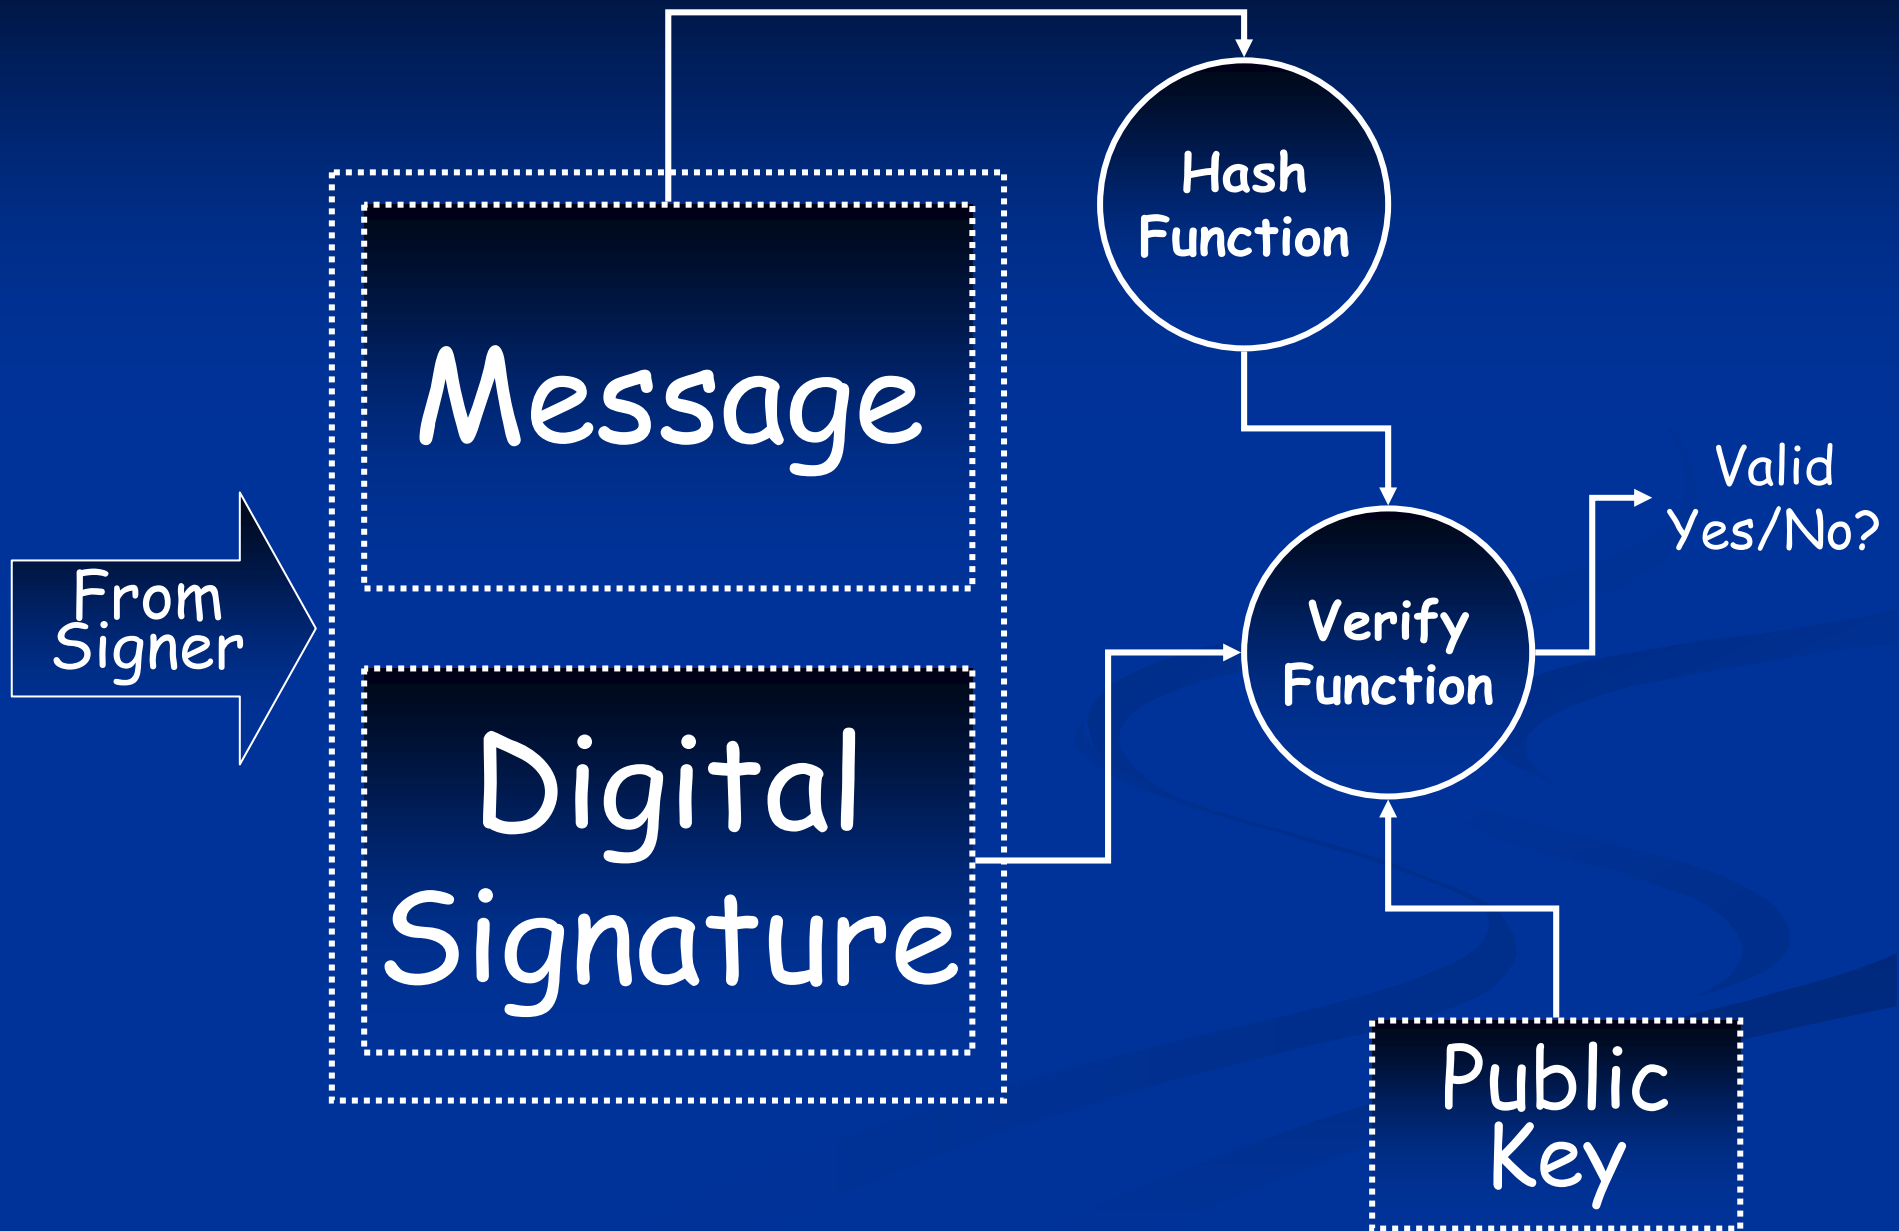 Hash
Function
Message
Valid
Yes/No?
From
Signer
Verify
Function
Digital
Signature
Public
Key